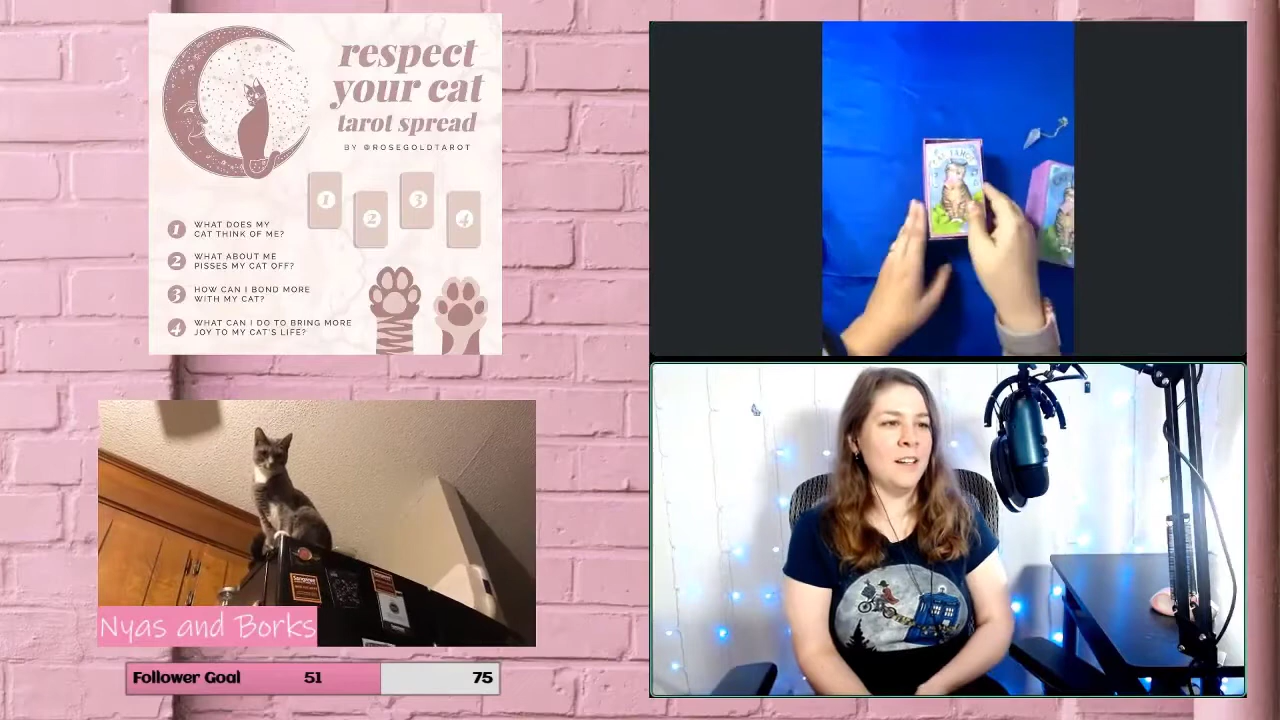 respect
your cat
tarot spread
BY @ROSEGOLDTAROT
1
2
3
4
1 WHAT DOES MY
CAT THINK OF ME?
2 WHAT ABOUT ME
PISSES MY CAT OFF?
3 HOW CAN I BOND MORE
WITH MY CAT?
4 WHAT CAN I DO TO BRING MORE
JOY TO MY CAT'S LIFE?
Nyas and Borks
Follower Goal 51 75